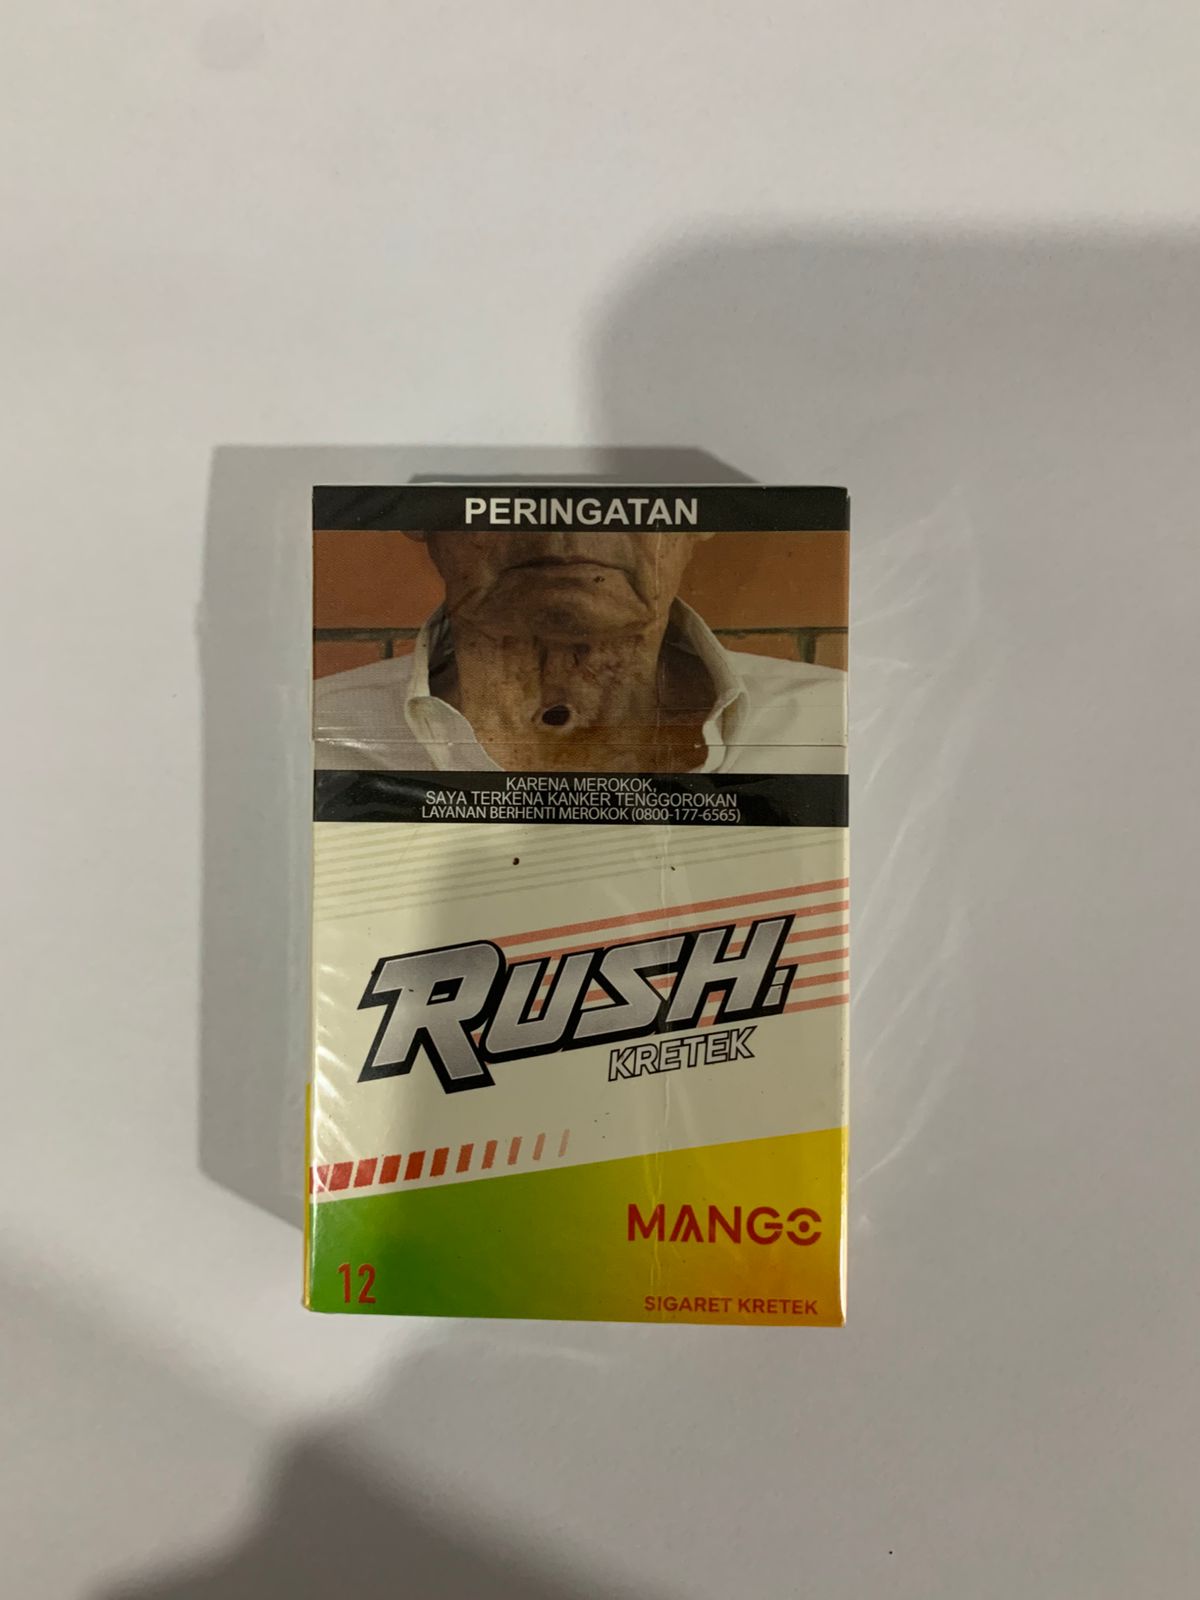 PERINGATAN
KARENA MEROKOK,
SAYA TERKENA KANKER TENGGOROKAN
LAYANAN BERHENTI MEROKOK (0800-177-6565)
RUSH.
KRETEK
MANGO
12
SIGARET KRETEK